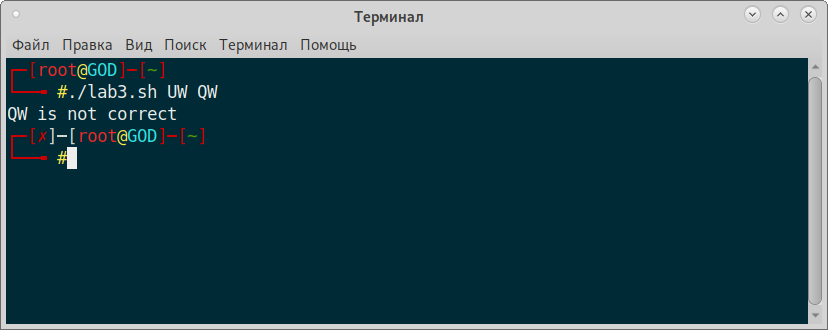 Терминал
Файл Правка Вид Поиск Терминал Помощь
┌─[root@GOD]─[~]
└──╼ #./lab3.sh UW QW
QW is not correct
┌─[✗]─[root@GOD]─[~]
└──╼ #